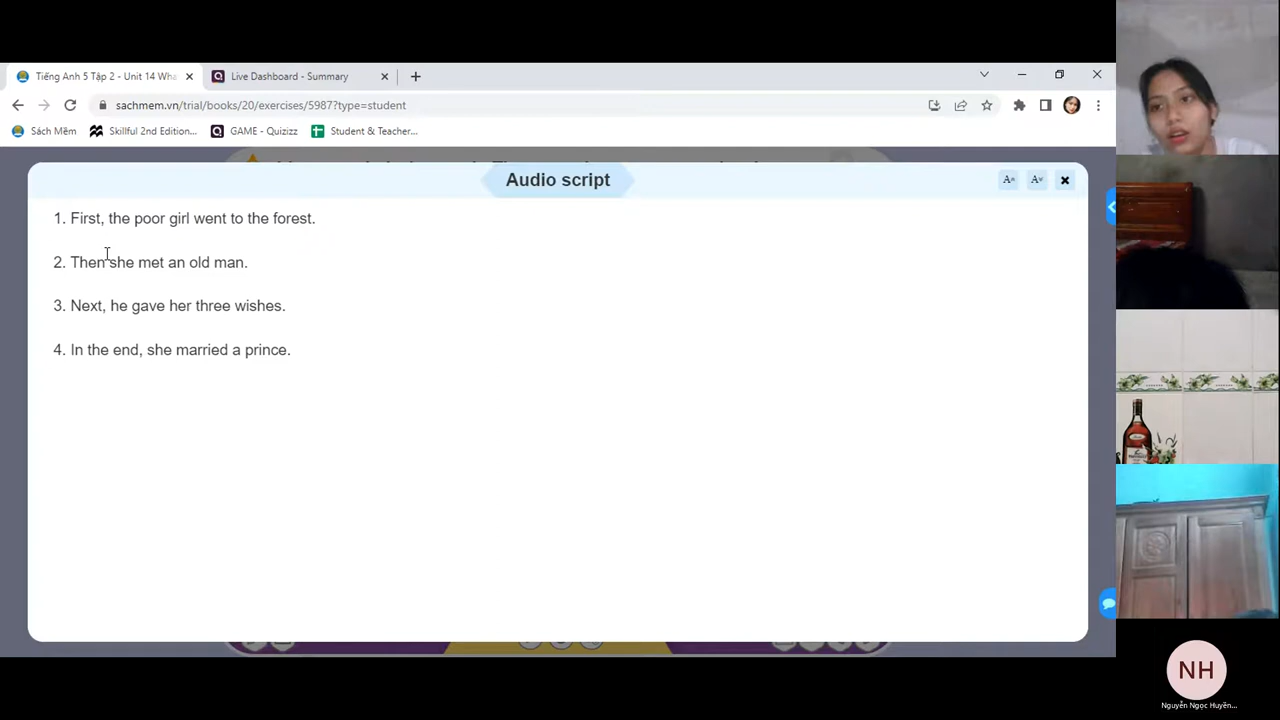 Tiếng Anh 5 Tập 2 - Unit 14 Wha
Live Dashboard - Summary
sachmem.vn/trial/books/20/exercises/5987?type=student
Sách Mềm
Skillful 2nd Edition...
GAME - Quizizz
Student & Teacher...
Audio script
1. First, the poor girl went to the forest.
2. Then she met an old man.
3. Next, he gave her three wishes.
4. In the end, she married a prince.
NH
Nguyễn Ngọc Huyền...